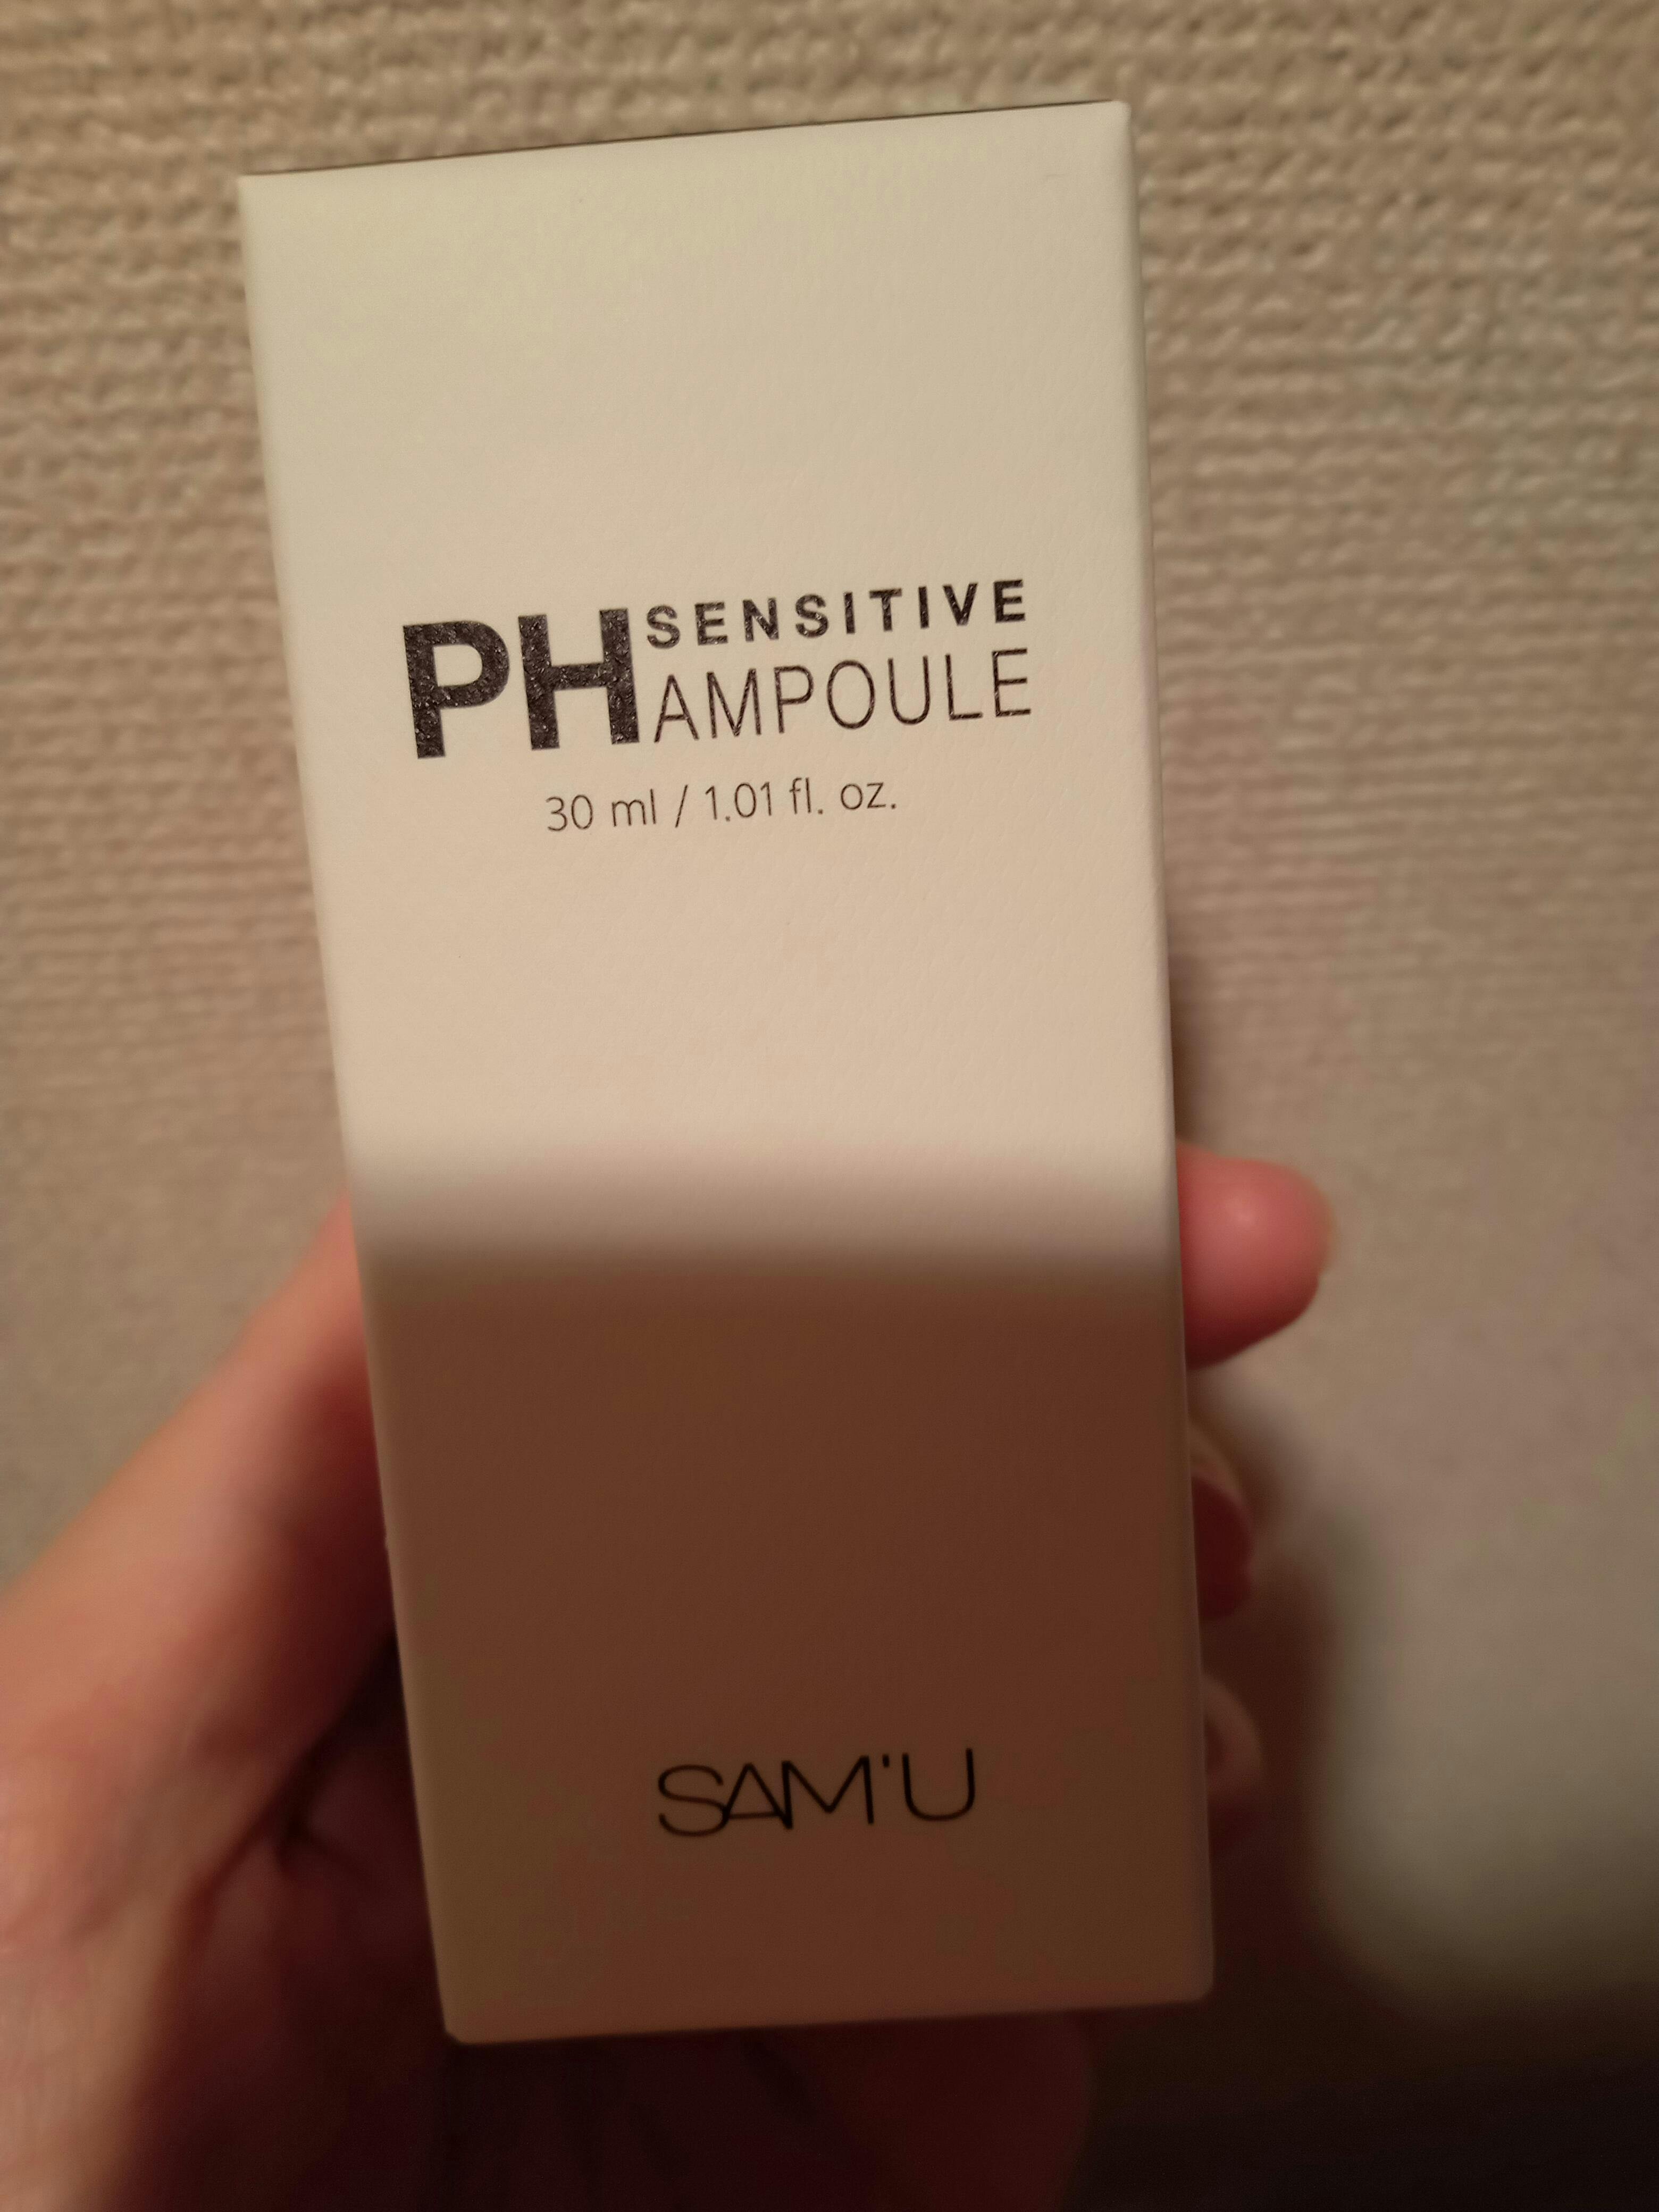 PH SENSITIVE
AMPOULE
30 ml / 1.01 fl. oz.
SAM'U